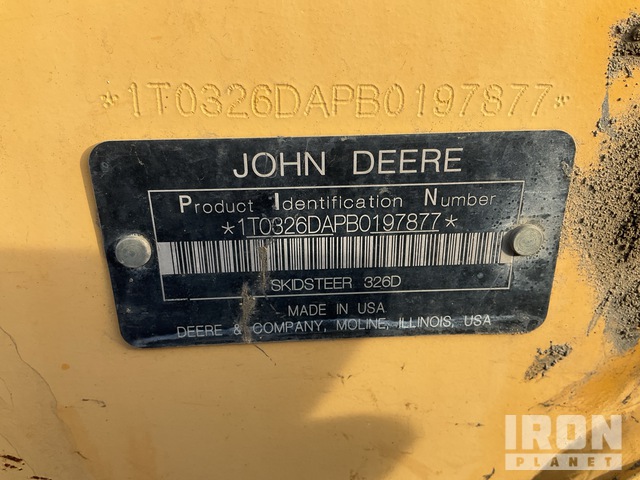 *1T0326DAPB0197877*
JOHN DEERE
Product Identification Number
*1T0326DAPB0197877*
SKIDSTEER 326D
MADE IN USA
DEERE & COMPANY, MOLINE, ILLINOIS, USA
IRON
PLANET